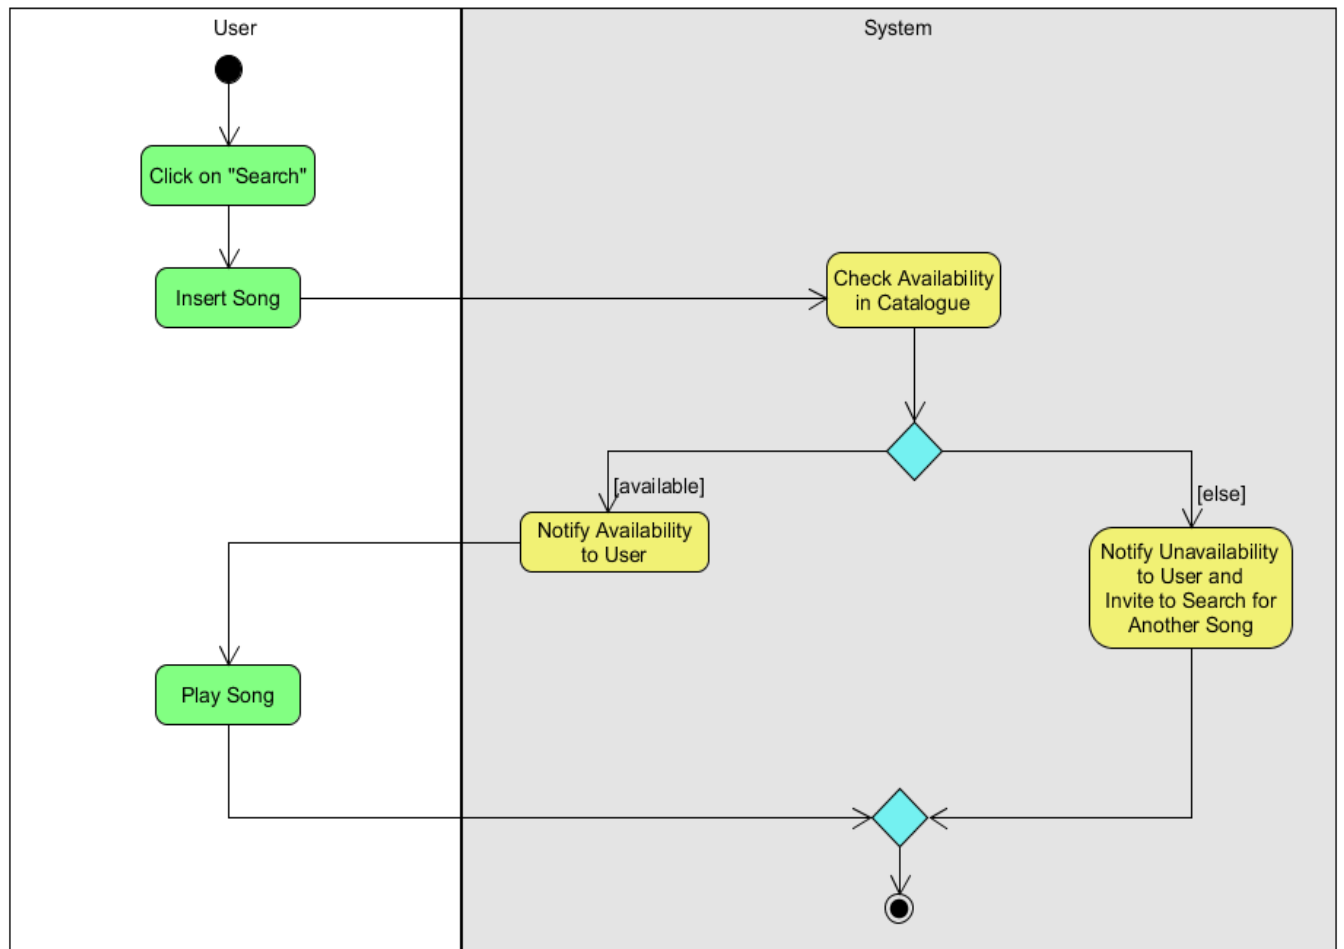 User
System
Click on "Search"
Insert Song
Check Availability
in Catalogue
[available]
[else]
Notify Availability
to User
Notify Unavailability
to User and
Invite to Search for
Another Song
Play Song